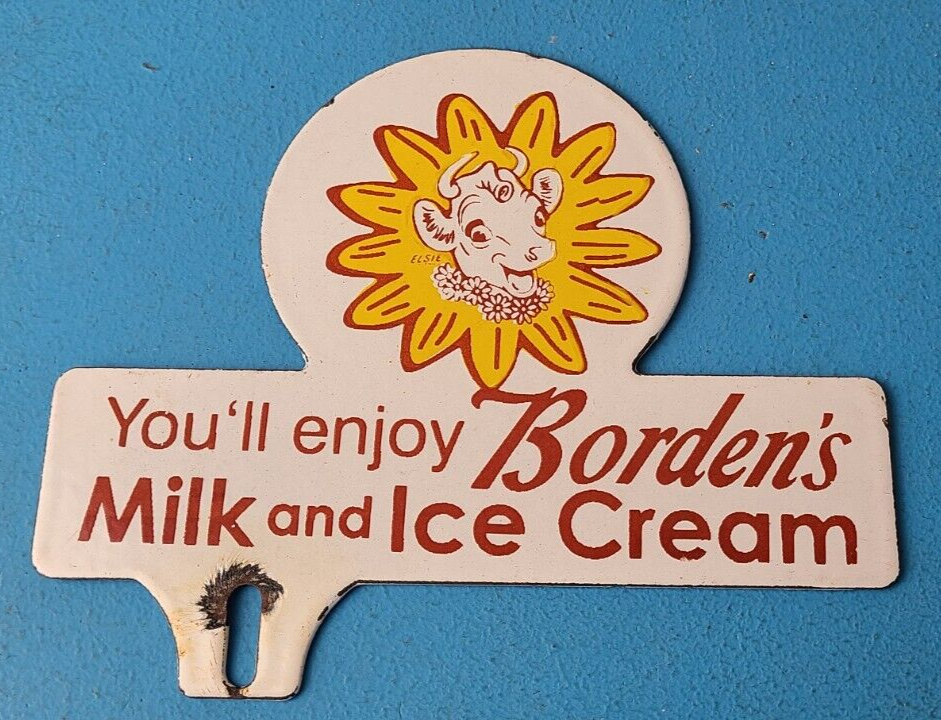 ELSIE
You‘ll enjoy Borden's
Milk and Ice Cream